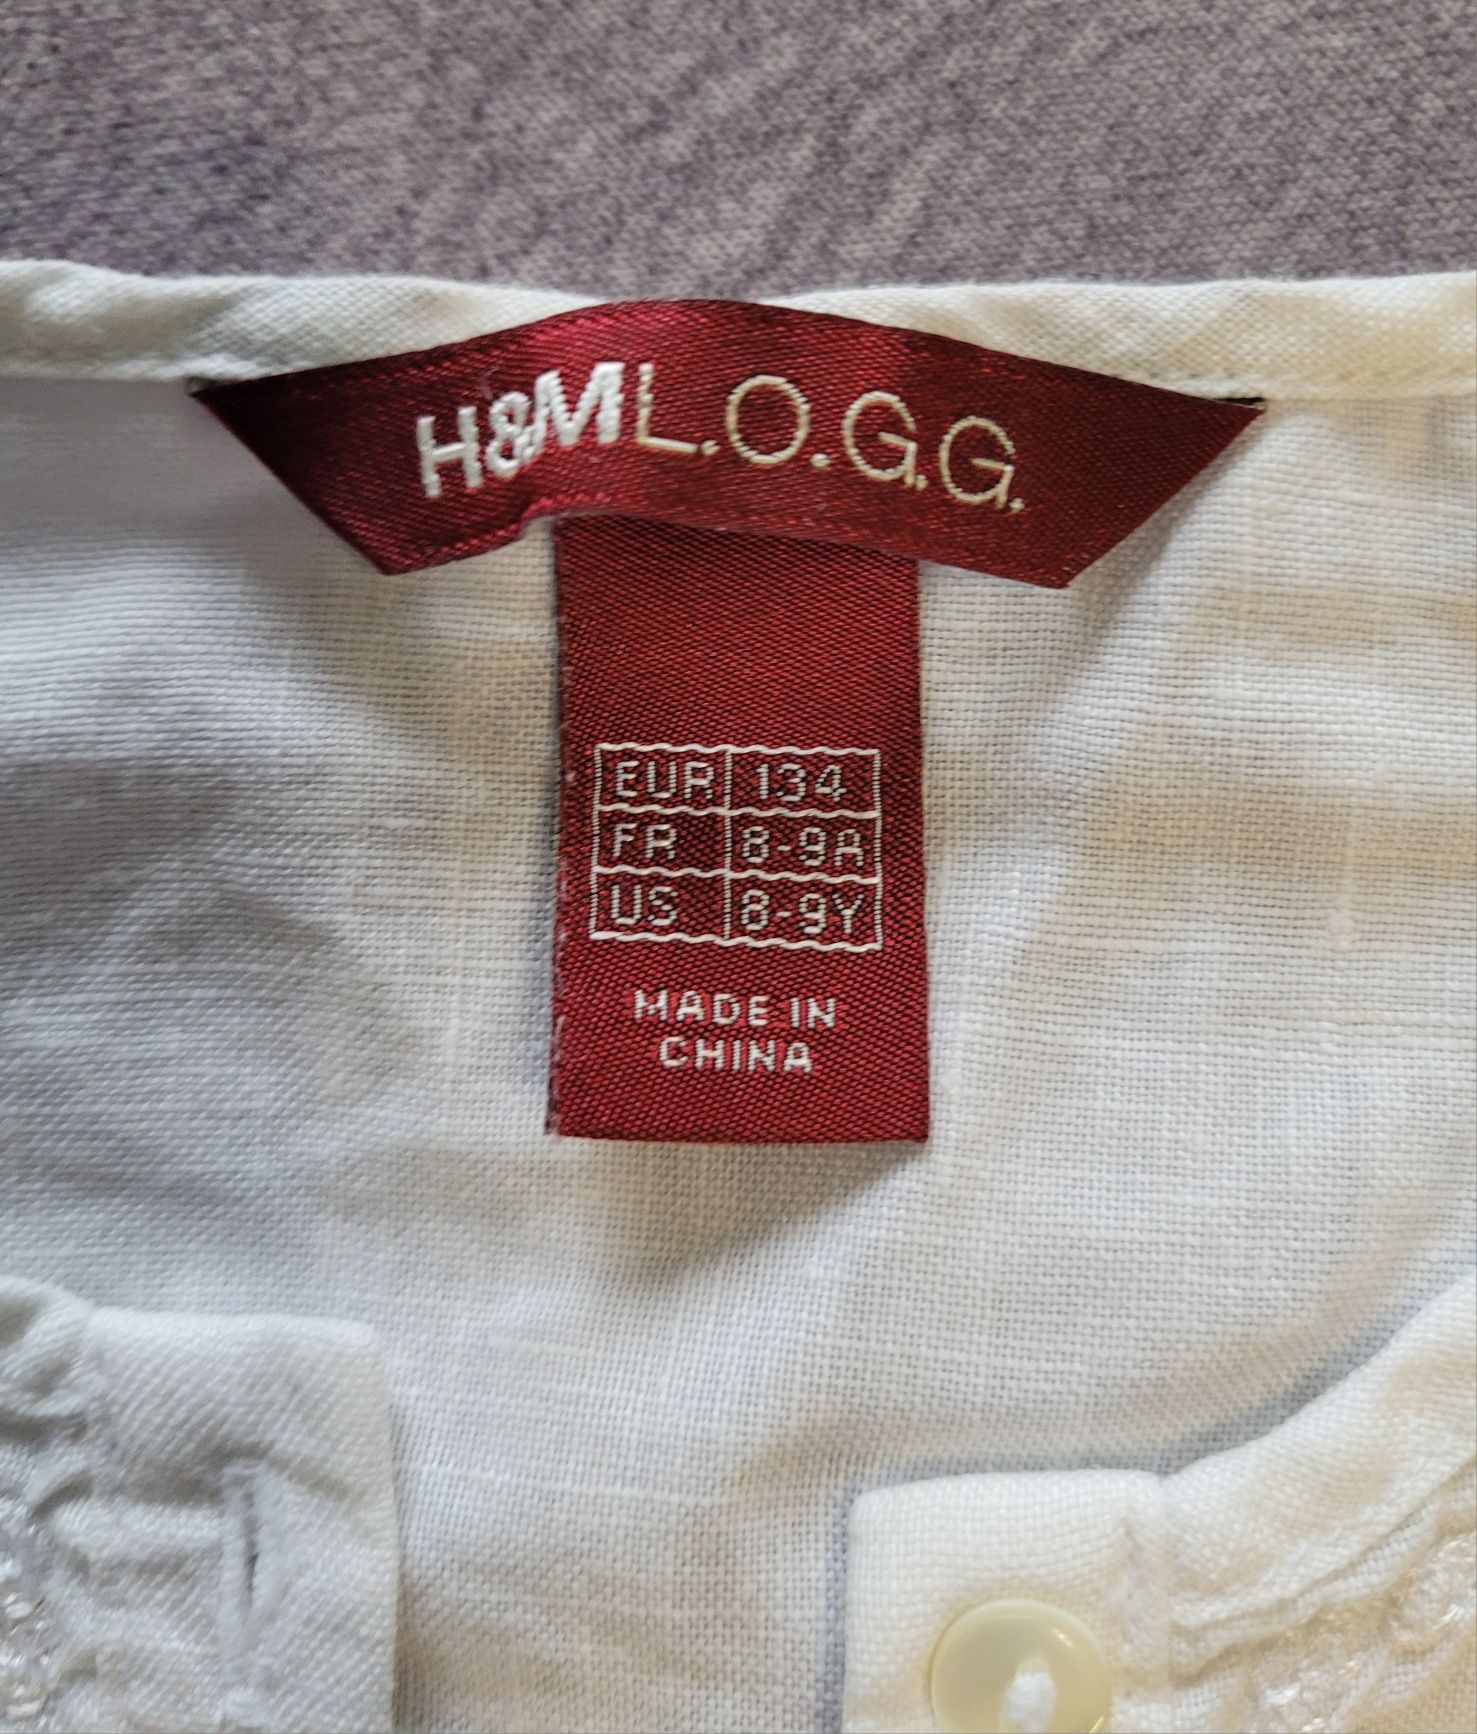 H&M L.O.G.G.
EUR 134
FR 8-9A
US 8-9Y
MADE IN
CHINA